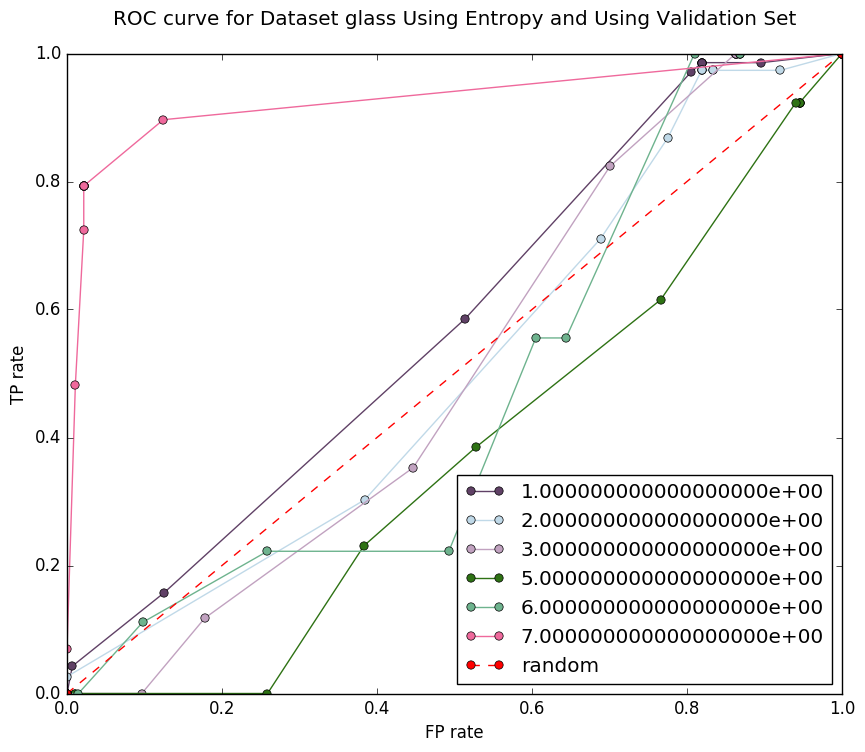 ROC curve for Dataset glass Using Entropy and Using Validation Set
1.0
0.8
0.6
0.4
0.2
0.0
TP rate
1.000000000000000000e+00
2.000000000000000000e+00
3.000000000000000000e+00
5.000000000000000000e+00
6.000000000000000000e+00
7.000000000000000000e+00
random
0.0 0.2 0.4 0.6 0.8 1.0
FP rate